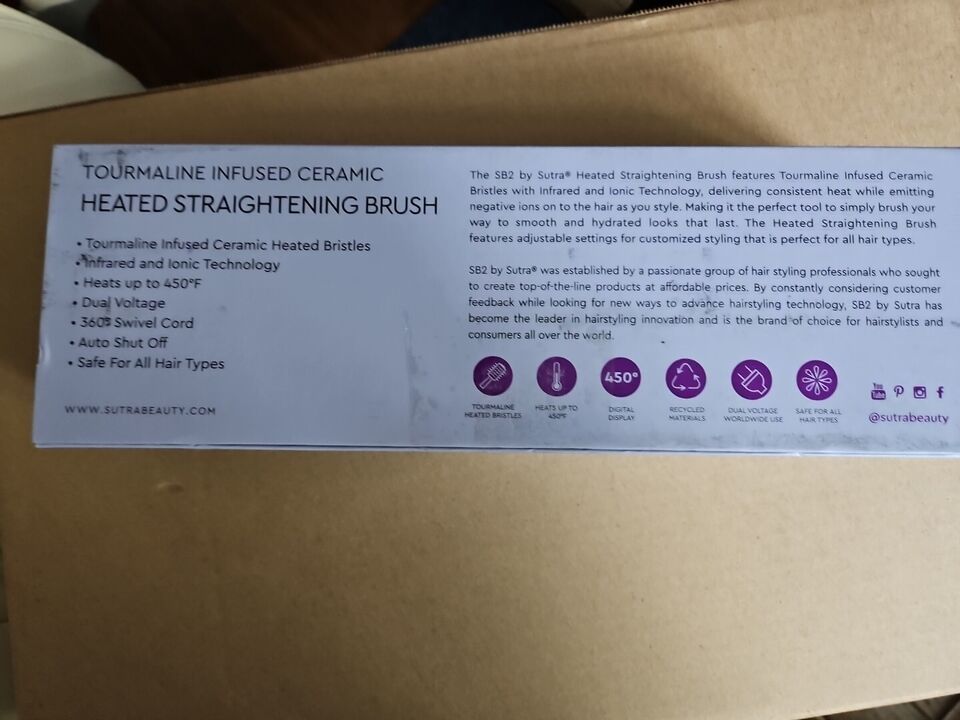 TOURMALINE INFUSED CERAMIC
HEATED STRAIGHTENING BRUSH
• Tourmaline Infused Ceramic Heated Bristles
• Infrared and Ionic Technology
• Heats up to 450°F
• Dual Voltage
• 360° Swivel Cord
• Auto Shut Off
• Safe For All Hair Types
WWW.SUTRABEAUTY.COM
The SB2 by Sutra® Heated Straightening Brush features Tourmaline Infused Ceramic
Bristles with Infrared and Ionic Technology, delivering consistent heat while emitting
negative ions on to the hair as you style. Making it the perfect tool to simply brush your
way to smooth and hydrated looks that last. The Heated Straightening Brush
features adjustable settings for customized styling that is perfect for all hair types.
SB2 by Sutra® was established by a passionate group of hair styling professionals who sought
to create top-of-the-line products at affordable prices. By constantly considering customer
feedback while looking for new ways to advance hairstyling technology, SB2 by Sutra has
become the leader in hairstyling innovation and is the brand of choice for hairstylists and
consumers all over the world.
450°
TOURMALINE
HEATED BRISTLES
HEATS UP TO
450°F
DIGITAL
DISPLAY
RECYCLED
MATERIALS
DUAL VOLTAGE
WORLDWIDE USE
SAFE FOR ALL
HAIR TYPES
You
Tube
@sutrabeauty